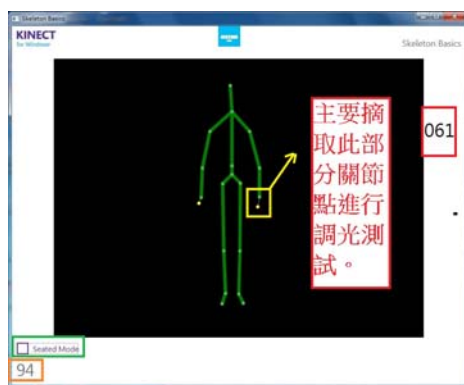 Skeleton Basics
KINECT
for Windows
Skeleton Basics
主要摘
取此部
分關節
點進行
調光測
試。
061
Seated Mode
94